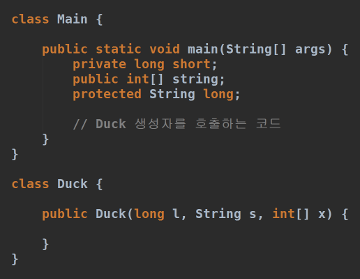 class Main {
public static void main(String[] args) {
private long short;
public int[] string;
protected String long;
// Duck 생성자를 호출하는 코드
}
}
class Duck {
public Duck(long l, String s, int[] x) {
}
}